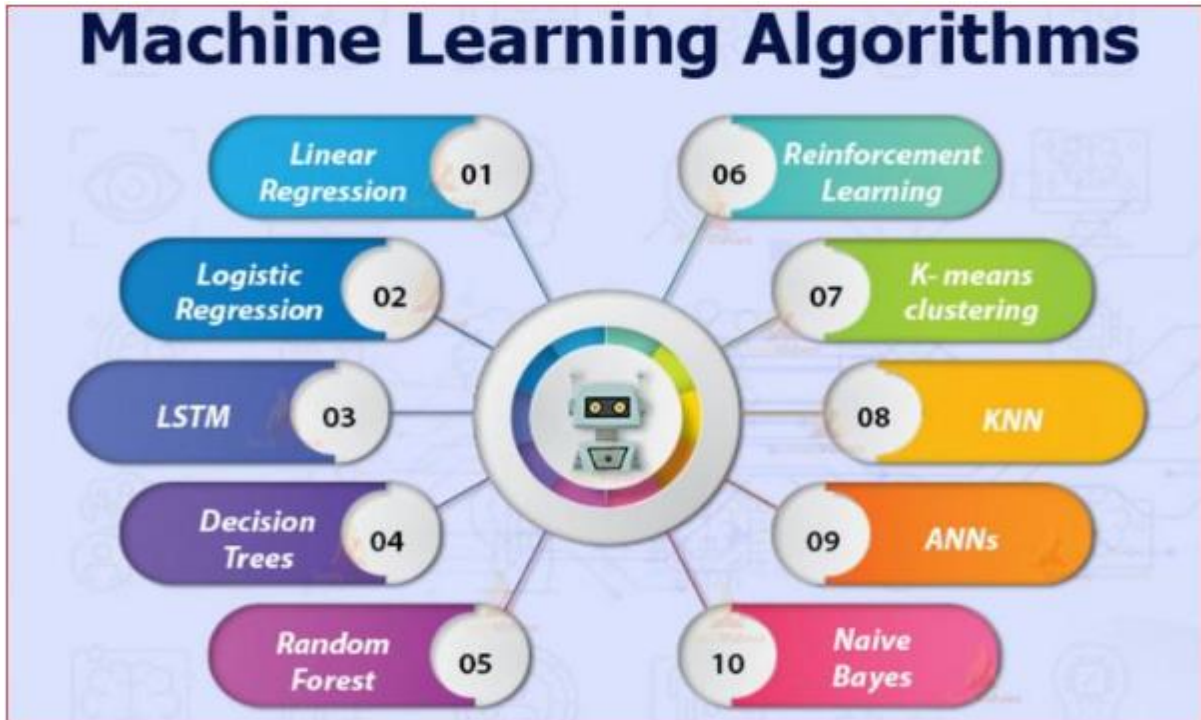 Machine Learning Algorithms
Linear
Regression
01
Logistic
Regression
02
LSTM
03
Decision
Trees
04
Random
Forest
05
06
Reinforcement
Learning
07
K- means
clustering
08
KNN
09
ANNs
10
Naive
Bayes